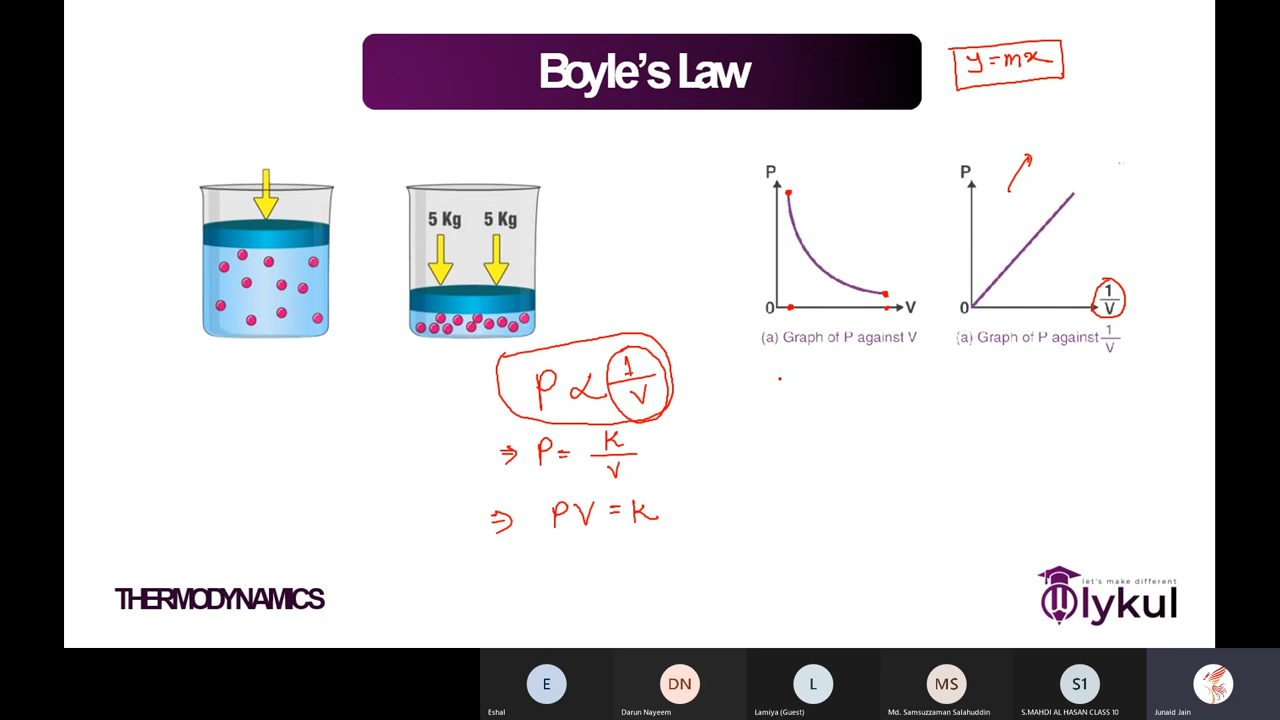 Boyle's Law
y = mx
5 Kg 5 Kg
P
0
V
(a) Graph of P against V
P
0
1/V
(a) Graph of P against 1/V
P ∝ 1/V
⇒ P = K/V
⇒ PV = K
THERMODYNAMICS
let's make different
lykul
E
Eshal
DN
Darun Nayeem
L
Lamiya (Guest)
MS
Md. Samsuzzaman Salahuddin
S1
S.MAHDI AL HASAN CLASS 10
Junaid Jain